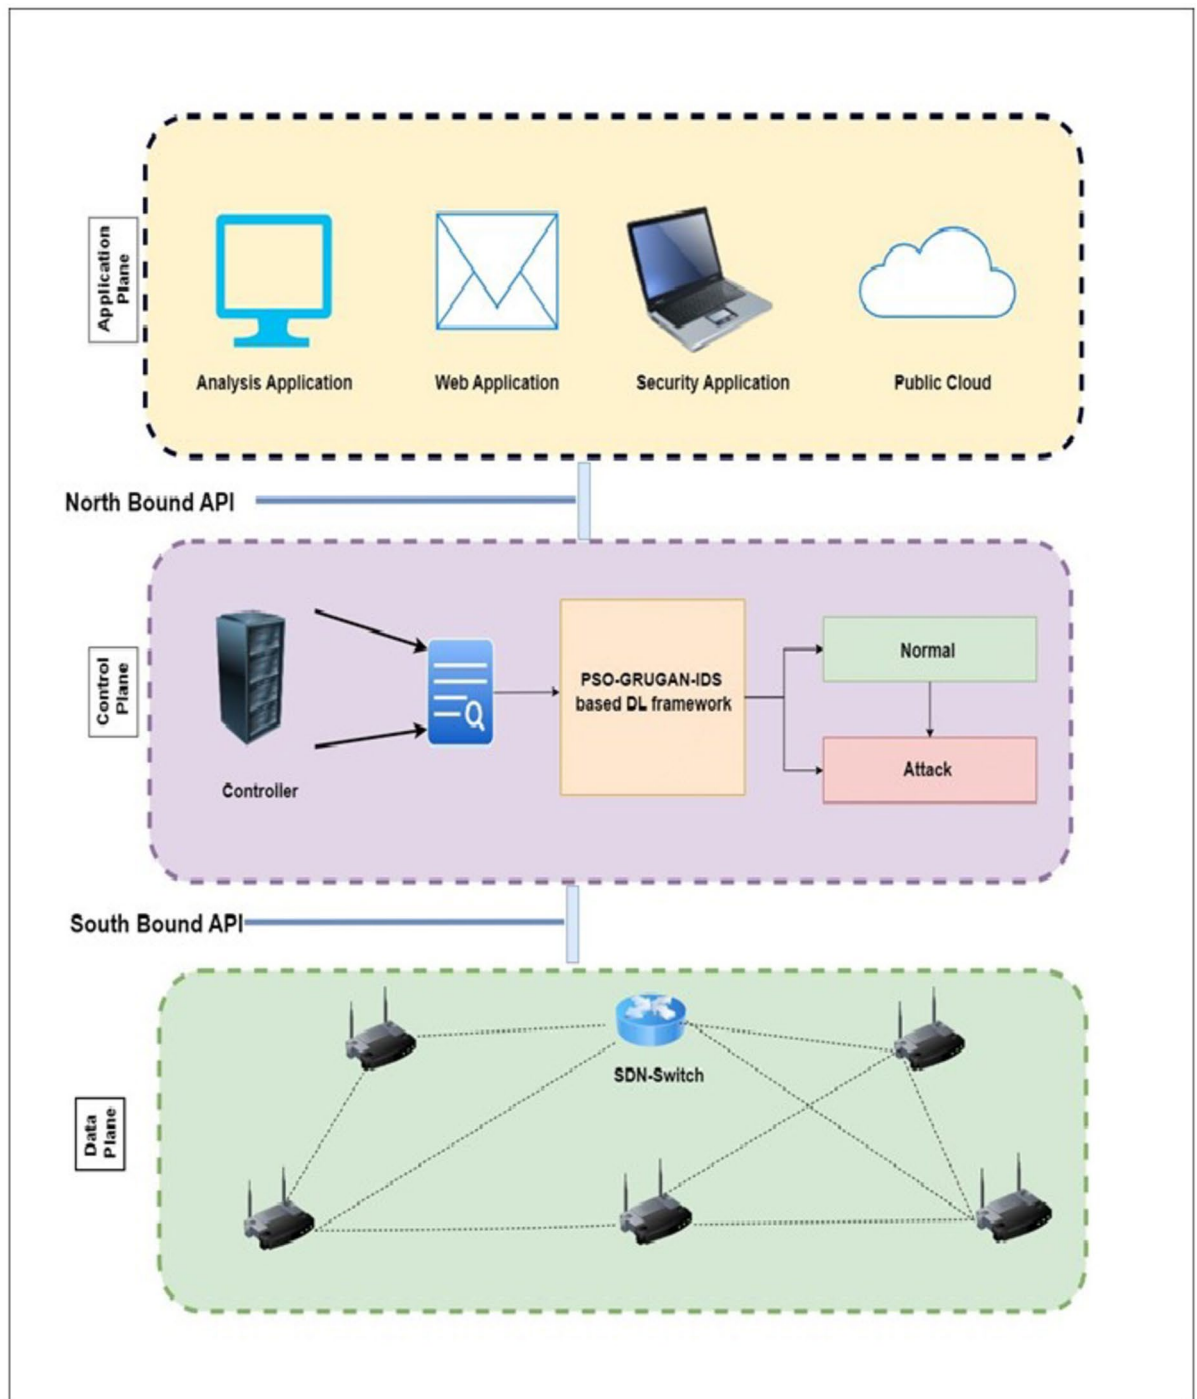 Application
Plane
Analysis Application
Web Application
Security Application
Public Cloud
North Bound API
Control
Plane
Controller
PSO-GRUGAN-IDS
based DL framework
Normal
Attack
South Bound API
Data
Plane
SDN-Switch